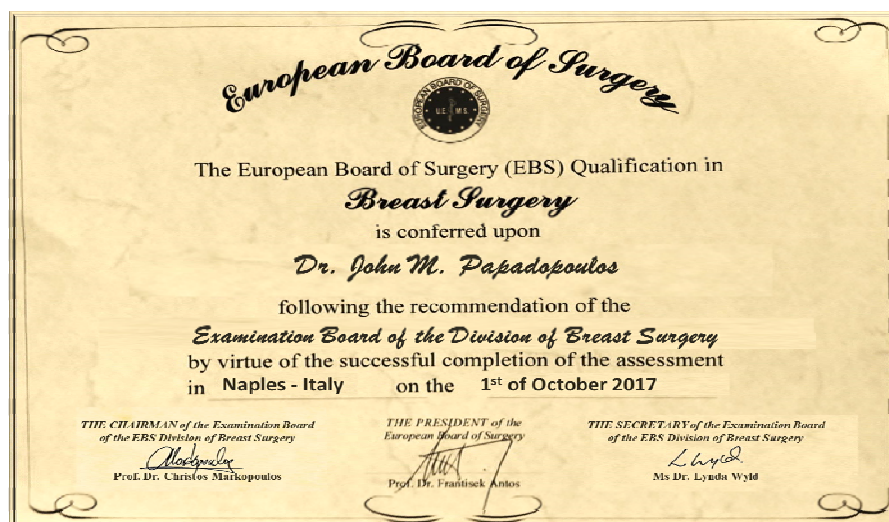 European Board of Surgery
EUROPEAN BOARD OF SURGERY
U.E.M.S.
The European Board of Surgery (EBS) Qualification in
Breast Surgery
is conferred upon
Dr. John M. Papadopoulos
following the recommendation of the
Examination Board of the Division of Breast Surgery
by virtue of the successful completion of the assessment
in Naples - Italy on the 1st of October 2017
THE CHAIRMAN of the Examination Board
of the EBS Division of Breast Surgery
Prof. Dr. Christos Markopoulos
THE PRESIDENT of the
European Board of Surgery
Prof. Dr. Frantisek Antos
THE SECRETARY of the Examination Board
of the EBS Division of Breast Surgery
LWyld
Ms Dr. Lynda Wyld